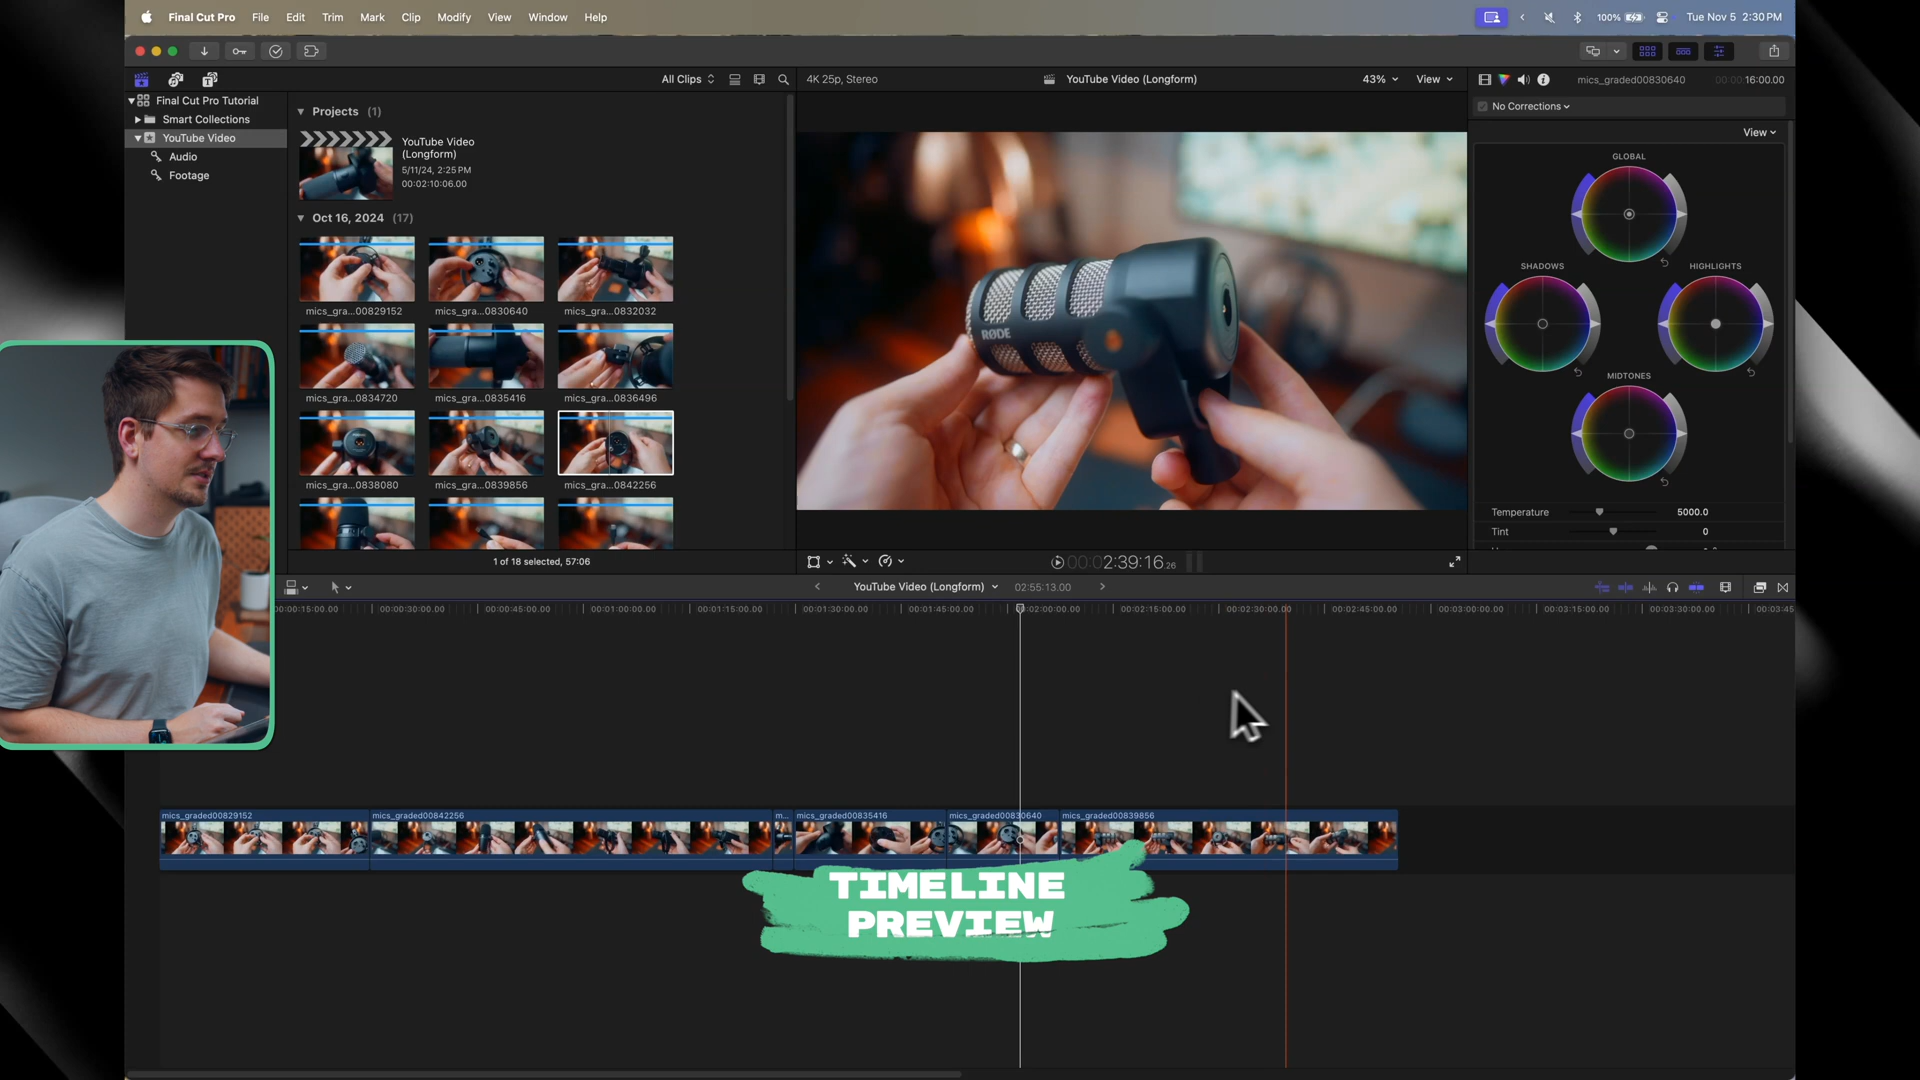 Final Cut Pro File Edit Trim Mark Clip Modify View Window Help
100% Tue Nov 5 2:30 PM
All Clips
4K 25p, Stereo
YouTube Video (Longform)
43%
View
mics_graded00830640
00:00:16:00.00
No Corrections
View
Final Cut Pro Tutorial
Smart Collections
YouTube Video
Audio
Footage
Projects (1)
YouTube Video
(Longform)
5/11/24, 2:25 PM
00:02:10:06.00
Oct 16, 2024 (17)
mics_gra...00829152
mics_gra...0830640
mics_gra...0832032
mics_gra...0834720
mics_gra...0835416
mics_gra...0836496
mics_gra...0838080
mics_gra...0839856
mics_gra...0842256
1 of 18 selected, 57:06
RØDE
GLOBAL
SHADOWS
HIGHLIGHTS
MIDTONES
Temperature 5000.0
Tint 0
00:02:39:16.26
YouTube Video (Longform)
02:55:13.00
00:00:15:00.00 00:00:30:00.00 00:00:45:00.00 00:01:00:00.00 00:01:15:00.00 00:01:30:00.00 00:01:45:00.00 00:02:00:00.00 00:02:15:00.00 00:02:30:00.00 00:02:45:00.00 00:03:00:00.00 00:03:15:00.00 00:03:30:00.00 00:03:45
mics_graded00829152
mics_graded00842256
m...
mics_graded00835416
mics_graded00830640
mics_graded00839856
TIMELINE
PREVIEW